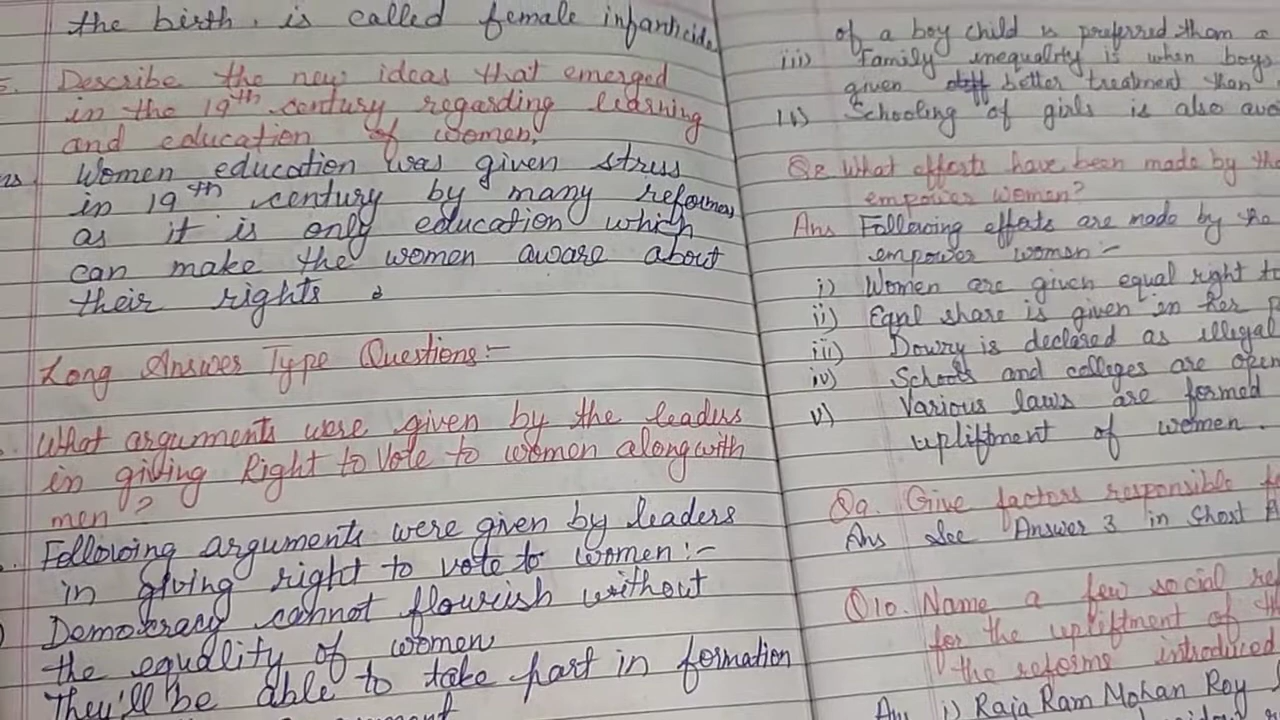 the birth, is called female infanticide
Describe the new ideas that emerged
in the 19th century regarding learning
and education of women.
Women education was given stress
in 19th century by many reformers
as it is only education which
can make the women aware about
their rights.
Long Answer Type Questions:-
What arguments were given by the leaders
in giving Right to Vote to women alongwith
men?
Following arguments were given by leaders
in giving right to vote to women:-
Democracy cannot flourish without
the equality of women
They'll be able to take part in formation
of a boy child is preferred than a
iii) Family inequality is when boys
given better treatment than
iv) Schooling of girls is also
Q8 What efforts have been made by the
empower women?
Ans Following efforts are made by the
empower women:-
i) Women are given equal right to
ii) Eqal share is given in her
iii) Dowry is declared as illegal
iv) Schools and colleges are open
v) Various laws are formed
upliftment of women.
Q9. Give factors responsible
Ans See Answer 3 in Short
Q10. Name a few social
for the upliftment of
the reforms introduced
Ans i) Raja Ram Mohan Roy